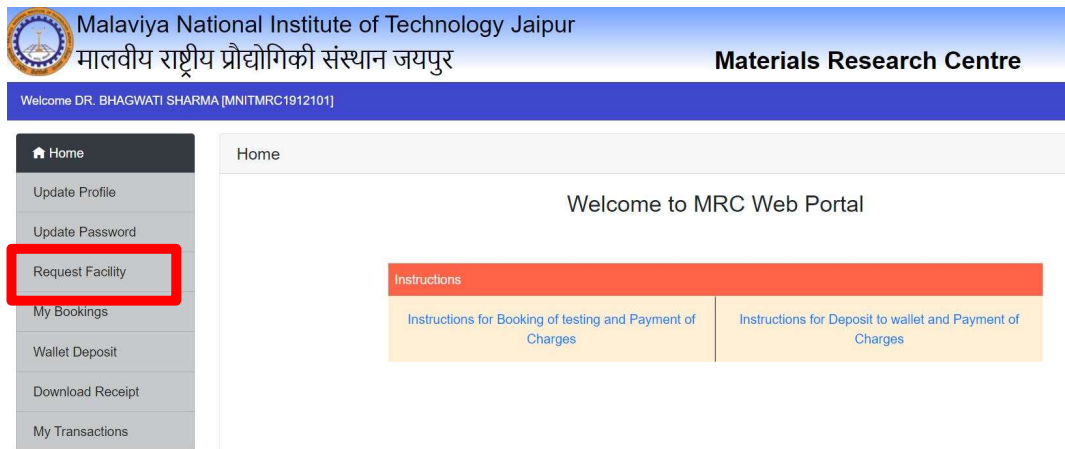 Malaviya National Institute of Technology Jaipur
मालवीय राष्ट्रीय प्रौद्योगिकी संस्थान जयपुर
Materials Research Centre
Welcome DR. BHAGWATI SHARMA [MNITMRC1912101]
Home
Update Profile
Update Password
Request Facility
My Bookings
Wallet Deposit
Download Receipt
My Transactions
Home
Welcome to MRC Web Portal
Instructions
Instructions for Booking of testing and Payment of
Charges
Instructions for Deposit to wallet and Payment of
Charges